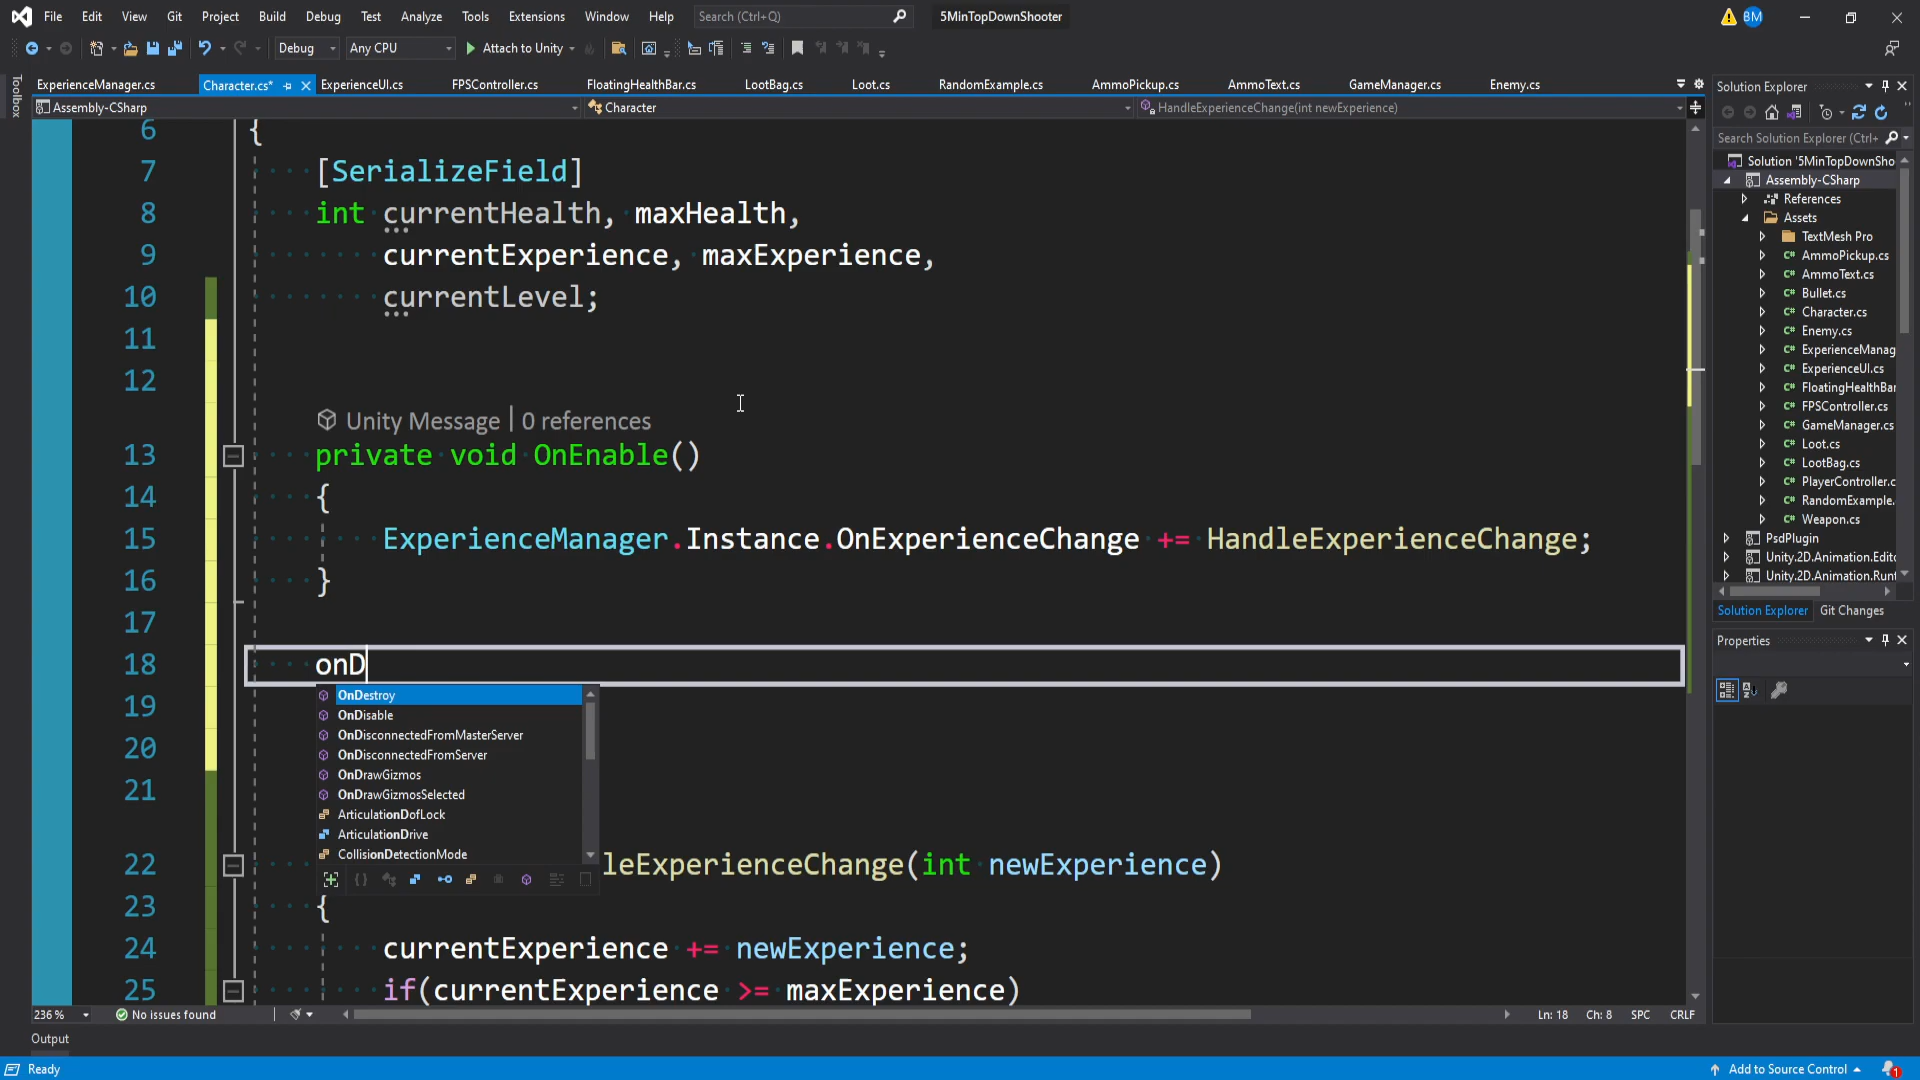 File Edit View Git Project Build Debug Test Analyze Tools Extensions Window Help Search (Ctrl+Q) 5MinTopDownShooter BM
Debug Any CPU Attach to Unity
ExperienceManager.cs Character.cs* ExperienceUI.cs FPSController.cs FloatingHealthBar.cs LootBag.cs Loot.cs RandomExample.cs AmmoPickup.cs AmmoText.cs GameManager.cs Enemy.cs
Toolbox
Assembly-CSharp Character HandleExperienceChange(int newExperience)
6 {
7 [SerializeField]
8 int currentHealth, maxHealth,
9 currentExperience, maxExperience,
10 currentLevel;
11
12
Unity Message | 0 references
13 private void OnEnable()
14 {
15 ExperienceManager.Instance.OnExperienceChange += HandleExperienceChange;
16 }
17
18 onD
19
20
21
OnDestroy
OnDisable
OnDisconnectedFromMasterServer
OnDisconnectedFromServer
OnDrawGizmos
OnDrawGizmosSelected
ArticulationDofLock
ArticulationDrive
CollisionDetectionMode
22 leExperienceChange(int newExperience)
23 {
24 currentExperience += newExperience;
25 if(currentExperience >= maxExperience)
236 % No issues found Ln: 18 Ch: 8 SPC CRLF
Output
Ready Add to Source Control 1
Solution Explorer
Search Solution Explorer (Ctrl+
Solution '5MinTopDownSho
Assembly-CSharp
References
Assets
TextMesh Pro
AmmoPickup.cs
AmmoText.cs
Bullet.cs
Character.cs
Enemy.cs
ExperienceManag
ExperienceUI.cs
FloatingHealthBar
FPSController.cs
GameManager.cs
Loot.cs
LootBag.cs
PlayerController.c
RandomExample.
Weapon.cs
PsdPlugin
Unity.2D.Animation.Edito
Unity.2D.Animation.Runt
Solution Explorer Git Changes
Properties